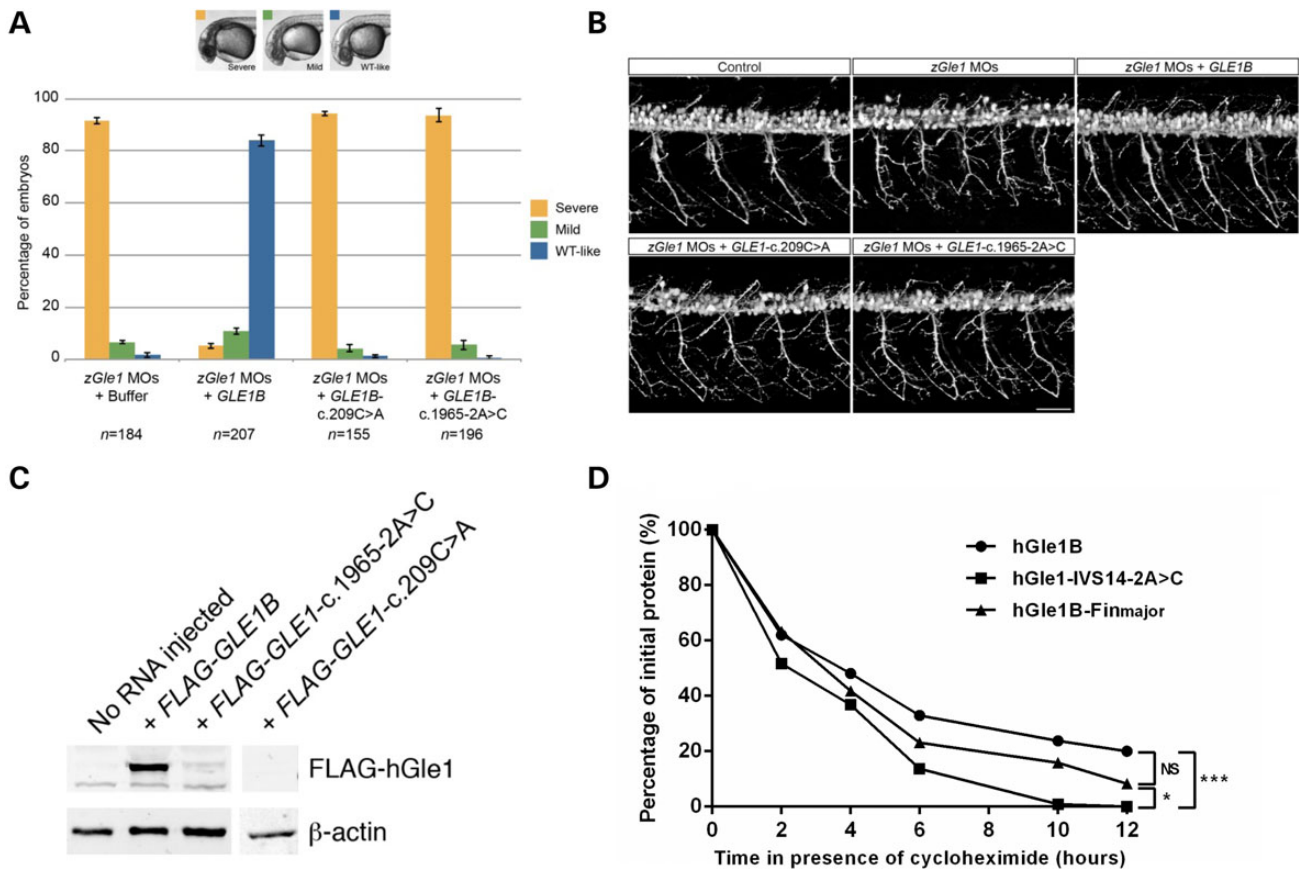 A
Severe
Mild
WT-like
100
80
60
40
20
0
Percentage of embryos
Severe
Mild
WT-like
zGle1 MOs
+ Buffer
n=184
zGle1 MOs
+ GLE1B
n=207
zGle1 MOs
+ GLE1B-
c.209C>A
n=155
zGle1 MOs
+ GLE1B-
c.1965-2A>C
n=196
B
Control
zGle1 MOs
zGle1 MOs + GLE1B
zGle1 MOs + GLE1-c.209C>A
zGle1 MOs + GLE1-c.1965-2A>C
C
No RNA injected
+ FLAG-GLE1B
+ FLAG-GLE1-c.1965-2A>C
+ FLAG-GLE1-c.209C>A
FLAG-hGle1
β-actin
D
Percentage of initial protein (%)
100
80
60
40
20
0
hGle1B
hGle1-IVS14-2A>C
hGle1B-Finmajor
NS
*
***
0 2 4 6 8 10 12
Time in presence of cycloheximide (hours)